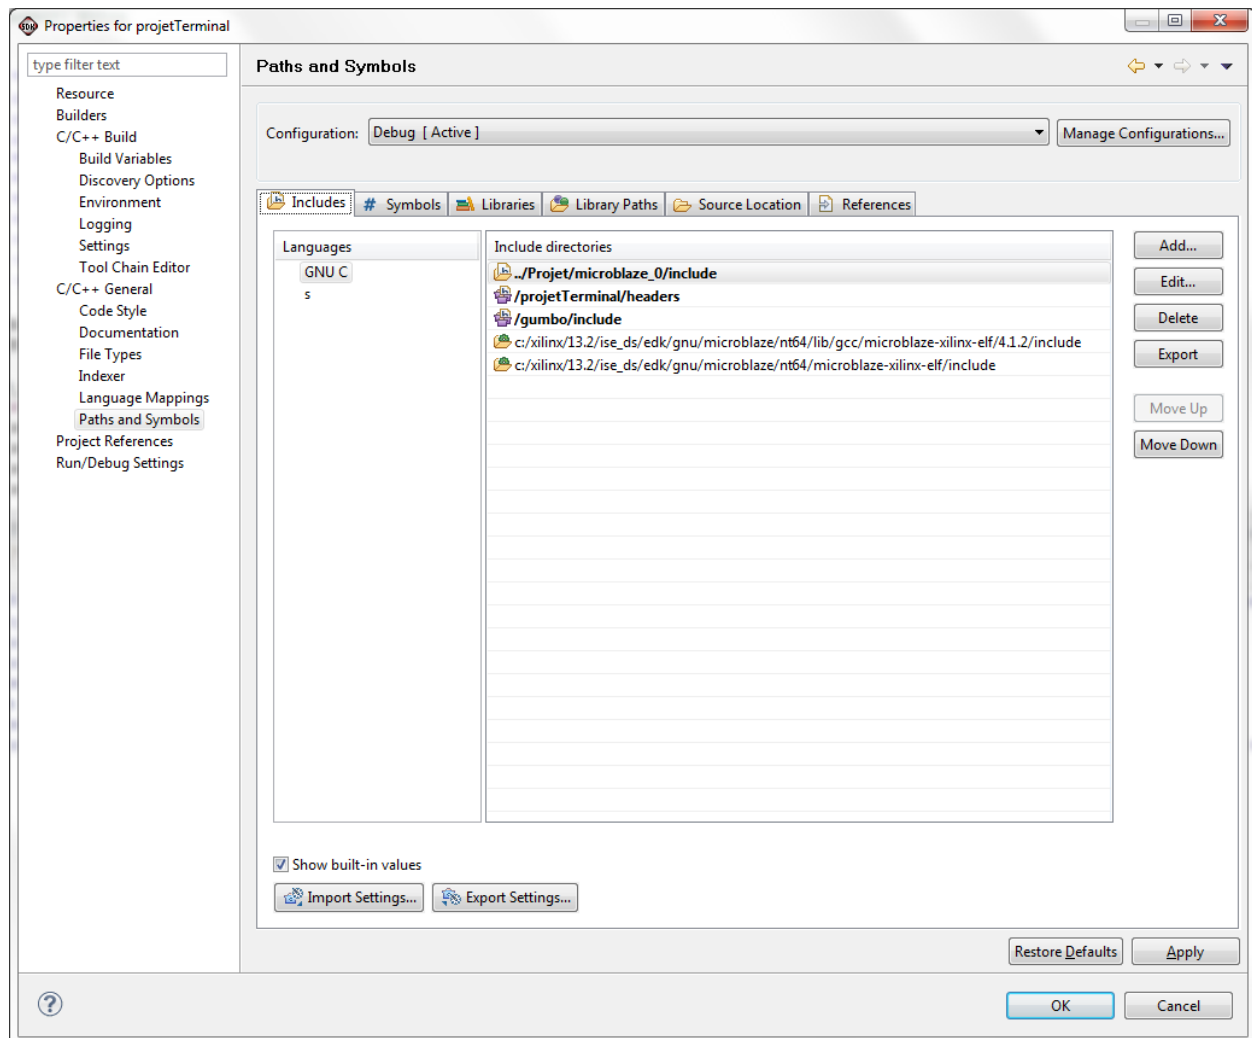 SDK Properties for projetTerminal
type filter text
Resource
Builders
C/C++ Build
Build Variables
Discovery Options
Environment
Logging
Settings
Tool Chain Editor
C/C++ General
Code Style
Documentation
File Types
Indexer
Language Mappings
Paths and Symbols
Project References
Run/Debug Settings
Paths and Symbols
Configuration: Debug [ Active ] Manage Configurations...
Includes # Symbols Libraries Library Paths Source Location References
Languages
GNU C
s
Include directories
../Projet/microblaze_0/include
/projetTerminal/headers
/gumbo/include
c:/xilinx/13.2/ise_ds/edk/gnu/microblaze/nt64/lib/gcc/microblaze-xilinx-elf/4.1.2/include
c:/xilinx/13.2/ise_ds/edk/gnu/microblaze/nt64/microblaze-xilinx-elf/include
Add...
Edit...
Delete
Export
Move Up
Move Down
Show built-in values
Import Settings... Export Settings...
Restore Defaults Apply
? OK Cancel